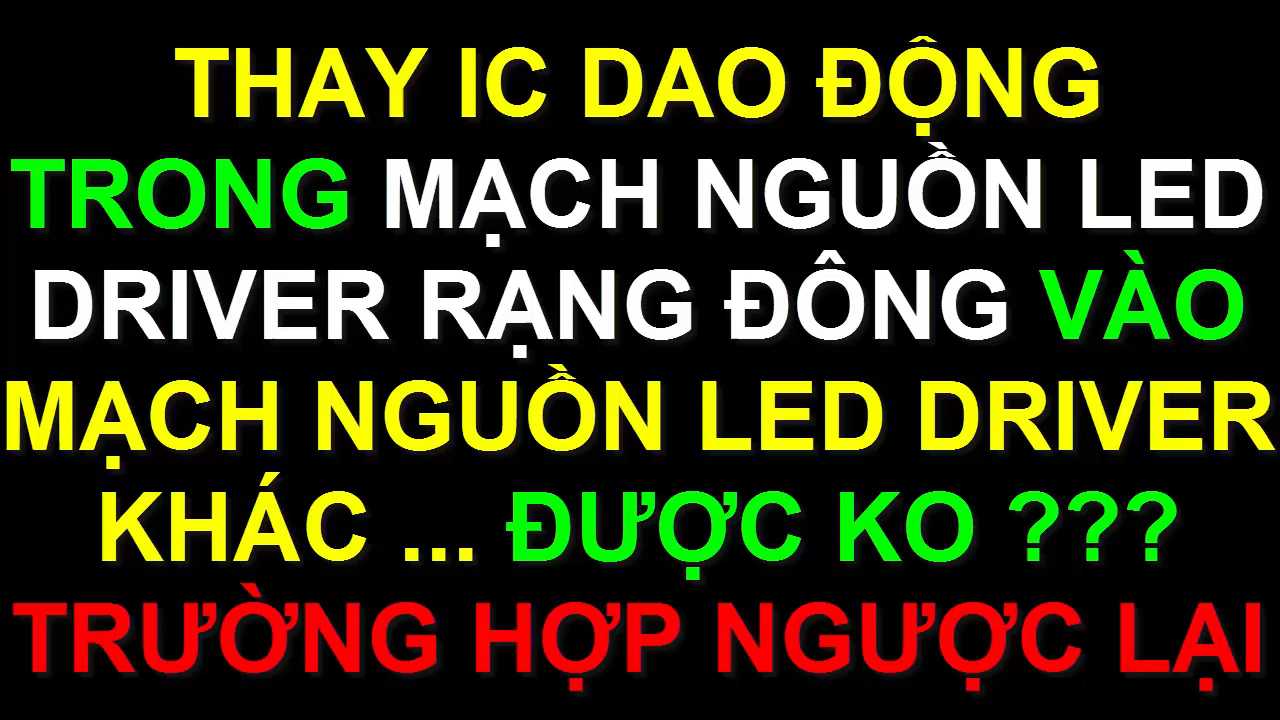 THAY IC DAO ĐỘNG
TRONG MẠCH NGUỒN LED
DRIVER RẠNG ĐÔNG VÀO
MẠCH NGUỒN LED DRIVER
KHÁC ... ĐƯỢC KO ???
TRƯỜNG HỢP NGƯỢC LẠI